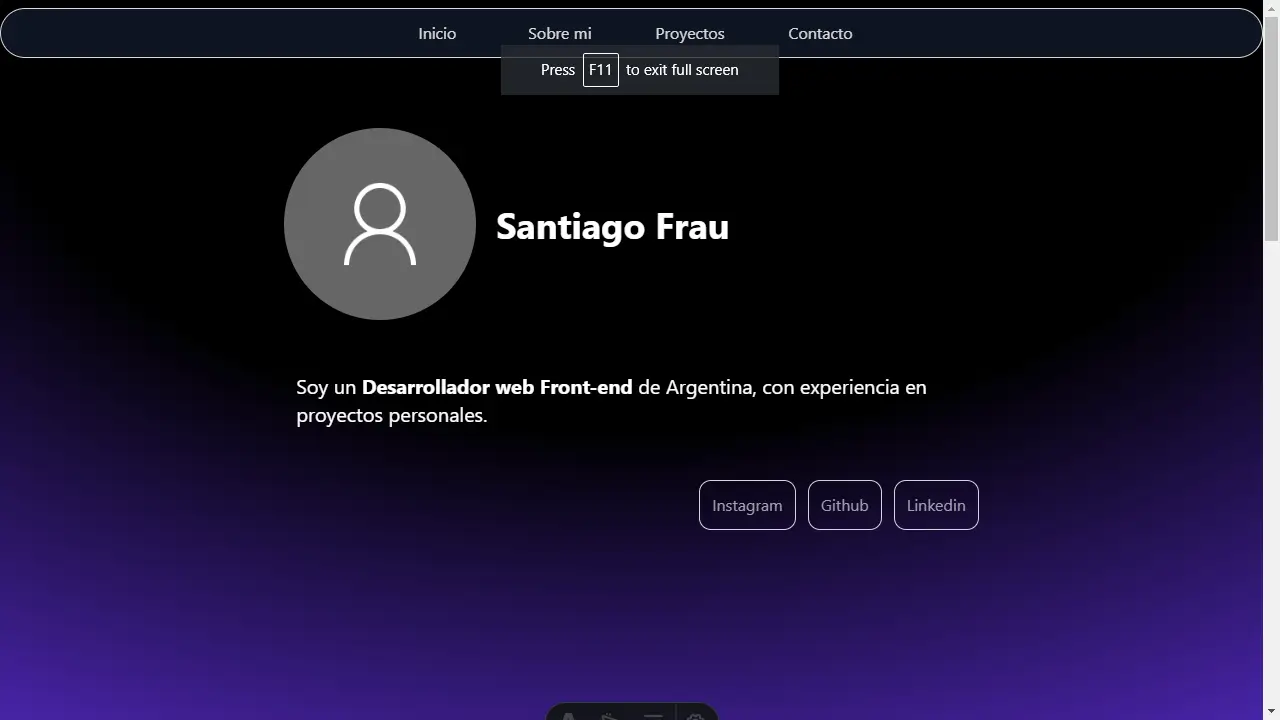 Inicio Sobre mi Proyectos Contacto
Press F11 to exit full screen
Santiago Frau
Soy un Desarrollador web Front-end de Argentina, con experiencia en
proyectos personales.
Instagram Github Linkedin